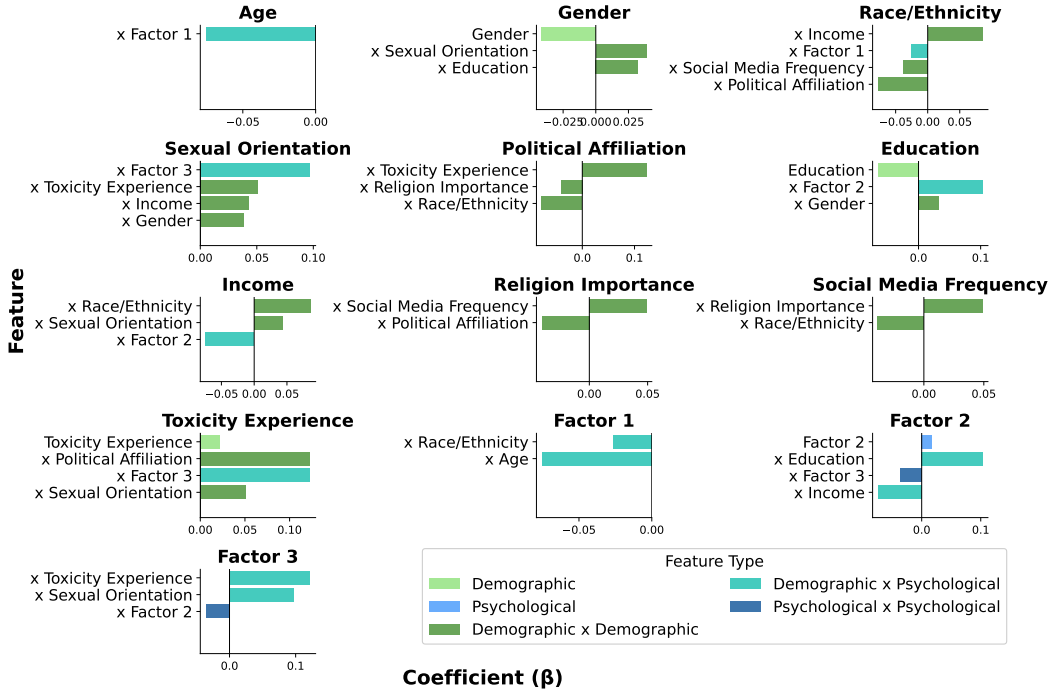 Age
x Factor 1
−0.05 0.00
Gender
Gender
x Sexual Orientation
x Education
−0.025 0.000 0.025
Race/Ethnicity
x Income
x Factor 1
x Social Media Frequency
x Political Affiliation
−0.05 0.00 0.05
Sexual Orientation
x Factor 3
x Toxicity Experience
x Income
x Gender
0.00 0.05 0.10
Political Affiliation
x Toxicity Experience
x Religion Importance
x Race/Ethnicity
0.0 0.1
Education
Education
x Factor 2
x Gender
0.0 0.1
Income
x Race/Ethnicity
x Sexual Orientation
x Factor 2
−0.05 0.00 0.05
Religion Importance
x Social Media Frequency
x Political Affiliation
0.00 0.05
Social Media Frequency
x Religion Importance
x Race/Ethnicity
0.00 0.05
Toxicity Experience
Toxicity Experience
x Political Affiliation
x Factor 3
x Sexual Orientation
0.00 0.05 0.10
Factor 1
x Race/Ethnicity
x Age
−0.05 0.00
Factor 2
Factor 2
x Education
x Factor 3
x Income
0.0 0.1
Factor 3
x Toxicity Experience
x Sexual Orientation
x Factor 2
0.0 0.1
Feature Type
Demographic
Psychological
Demographic x Demographic
Demographic x Psychological
Psychological x Psychological
Feature
Coefficient (β)